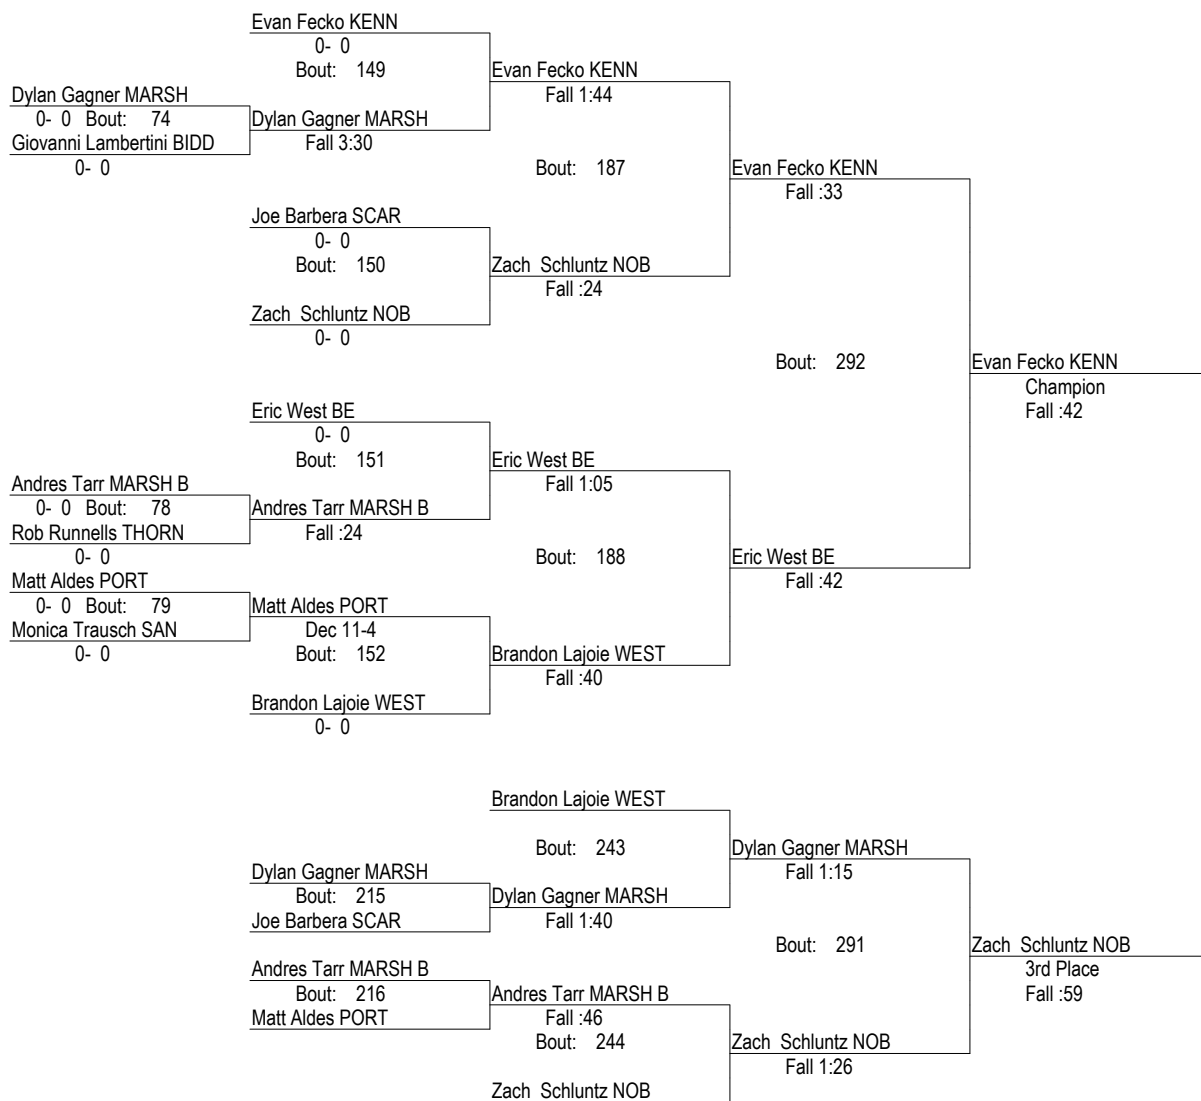 Evan Fecko KENN
0- 0
Bout: 149
Evan Fecko KENN
Fall 1:44
Dylan Gagner MARSH
0- 0 Bout: 74
Dylan Gagner MARSH
Giovanni Lambertini BIDD
Fall 3:30
0- 0
Bout: 187
Evan Fecko KENN
Fall :33
Joe Barbera SCAR
0- 0
Bout: 150
Zach Schluntz NOB
Fall :24
Zach Schluntz NOB
0- 0
Bout: 292
Evan Fecko KENN
Champion
Fall :42
Eric West BE
0- 0
Bout: 151
Eric West BE
Fall 1:05
Andres Tarr MARSH B
0- 0 Bout: 78
Andres Tarr MARSH B
Rob Runnells THORN
Fall :24
0- 0
Bout: 188
Eric West BE
Fall :42
Matt Aldes PORT
0- 0 Bout: 79
Matt Aldes PORT
Monica Trausch SAN
Dec 11-4
0- 0
Bout: 152
Brandon Lajoie WEST
Fall :40
Brandon Lajoie WEST
0- 0
Brandon Lajoie WEST
Bout: 243
Dylan Gagner MARSH
Fall 1:15
Dylan Gagner MARSH
Bout: 215
Dylan Gagner MARSH
Joe Barbera SCAR
Fall 1:40
Bout: 291
Zach Schluntz NOB
3rd Place
Fall :59
Andres Tarr MARSH B
Bout: 216
Andres Tarr MARSH B
Matt Aldes PORT
Fall :46
Bout: 244
Zach Schluntz NOB
Fall 1:26
Zach Schluntz NOB